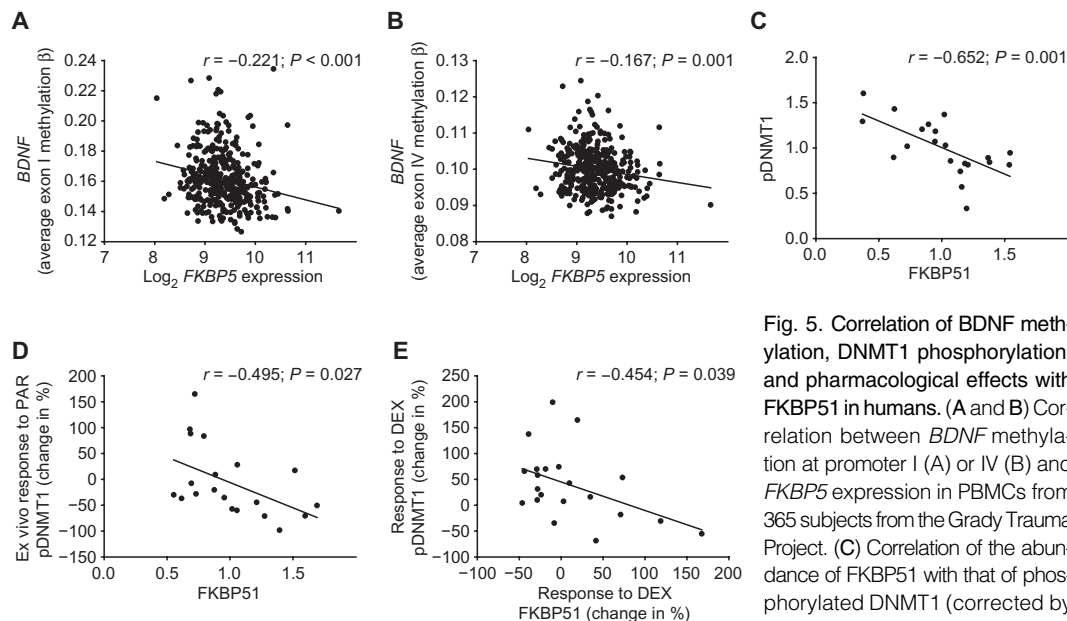 A
r = −0.221; P < 0.001
BDNF
(average exon I methylation β)
0.24
0.22
0.20
0.18
0.16
0.14
0.12
7
8
9
10
11
Log2 FKBP5 expression
B
r = −0.167; P = 0.001
BDNF
(average exon IV methylation β)
0.13
0.12
0.11
0.10
0.09
0.08
7
8
9
10
11
Log2 FKBP5 expression
C
r = −0.652; P = 0.001
pDNMT1
2.0
1.5
1.0
0.5
0.0
0.0
0.5
1.0
1.5
2.0
FKBP51
D
r = −0.495; P = 0.027
Ex vivo response to PAR
pDNMT1 (change in %)
200
150
100
50
0
−50
−100
−150
0.0
0.5
1.0
1.5
FKBP51
E
r = −0.454; P = 0.039
Response to DEX
pDNMT1 (change in %)
250
200
150
100
50
0
−50
−100
−100
−50
0
50
100
150
200
Response to DEX
FKBP51 (change in %)
Fig. 5. Correlation of BDNF meth-
ylation, DNMT1 phosphorylation,
and pharmacological effects with
FKBP51 in humans. (A and B) Cor-
relation between BDNF methyla-
tion at promoter I (A) or IV (B) and
FKBP5 expression in PBMCs from
365 subjects from the Grady Trauma
Project. (C) Correlation of the abun-
dance of FKBP51 with that of phos-
phorylated DNMT1 (corrected by